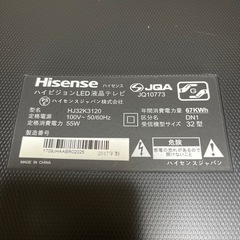 Hisense ハイセンス
ハイビジョンLED液晶テレビ
ハイセンスジャパン株式会社
JQA
JQ10773
型名 HJ32K3120
定格電圧 100V~ 50/60Hz
定格消費電力 55W
製造番号
年間消費電力量 67KWh
区分名 DN1
受信機型サイズ 32型
危険
MADE IN CHINA
ハイセンスジャパン